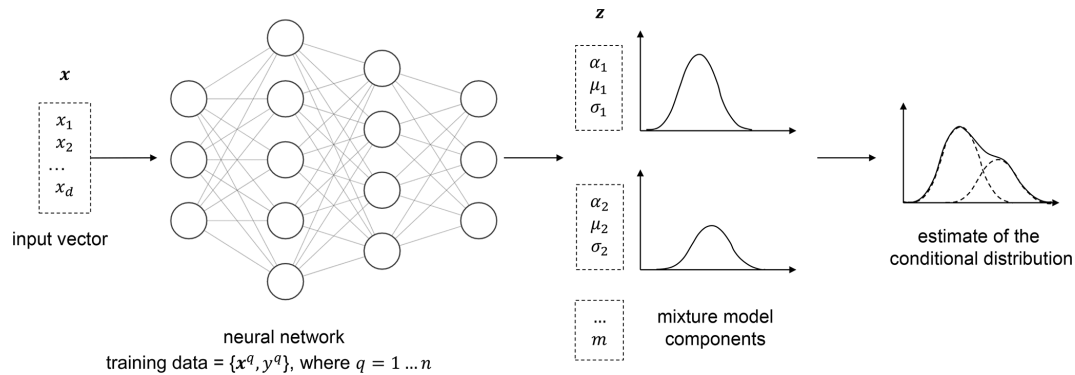 x
x₁
x₂
...
x_d
input vector
neural network
training data = {x^q, y^q}, where q = 1 ... n
z
α₁
μ₁
σ₁
α₂
μ₂
σ₂
...
m
mixture model
components
estimate of the
conditional distribution